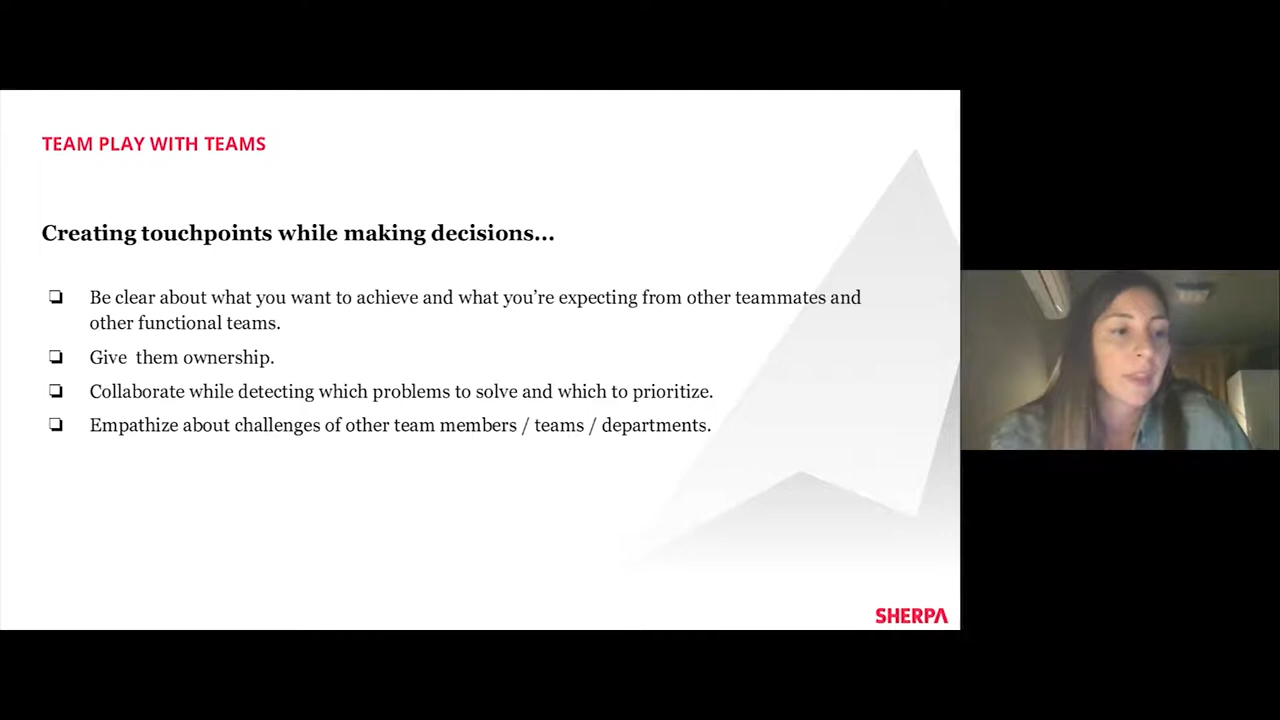 TEAM PLAY WITH TEAMS
Creating touchpoints while making decisions...
❏ Be clear about what you want to achieve and what you're expecting from other teammates and
other functional teams.
❏ Give them ownership.
❏ Collaborate while detecting which problems to solve and which to prioritize.
❏ Empathize about challenges of other team members / teams / departments.
SHERPA